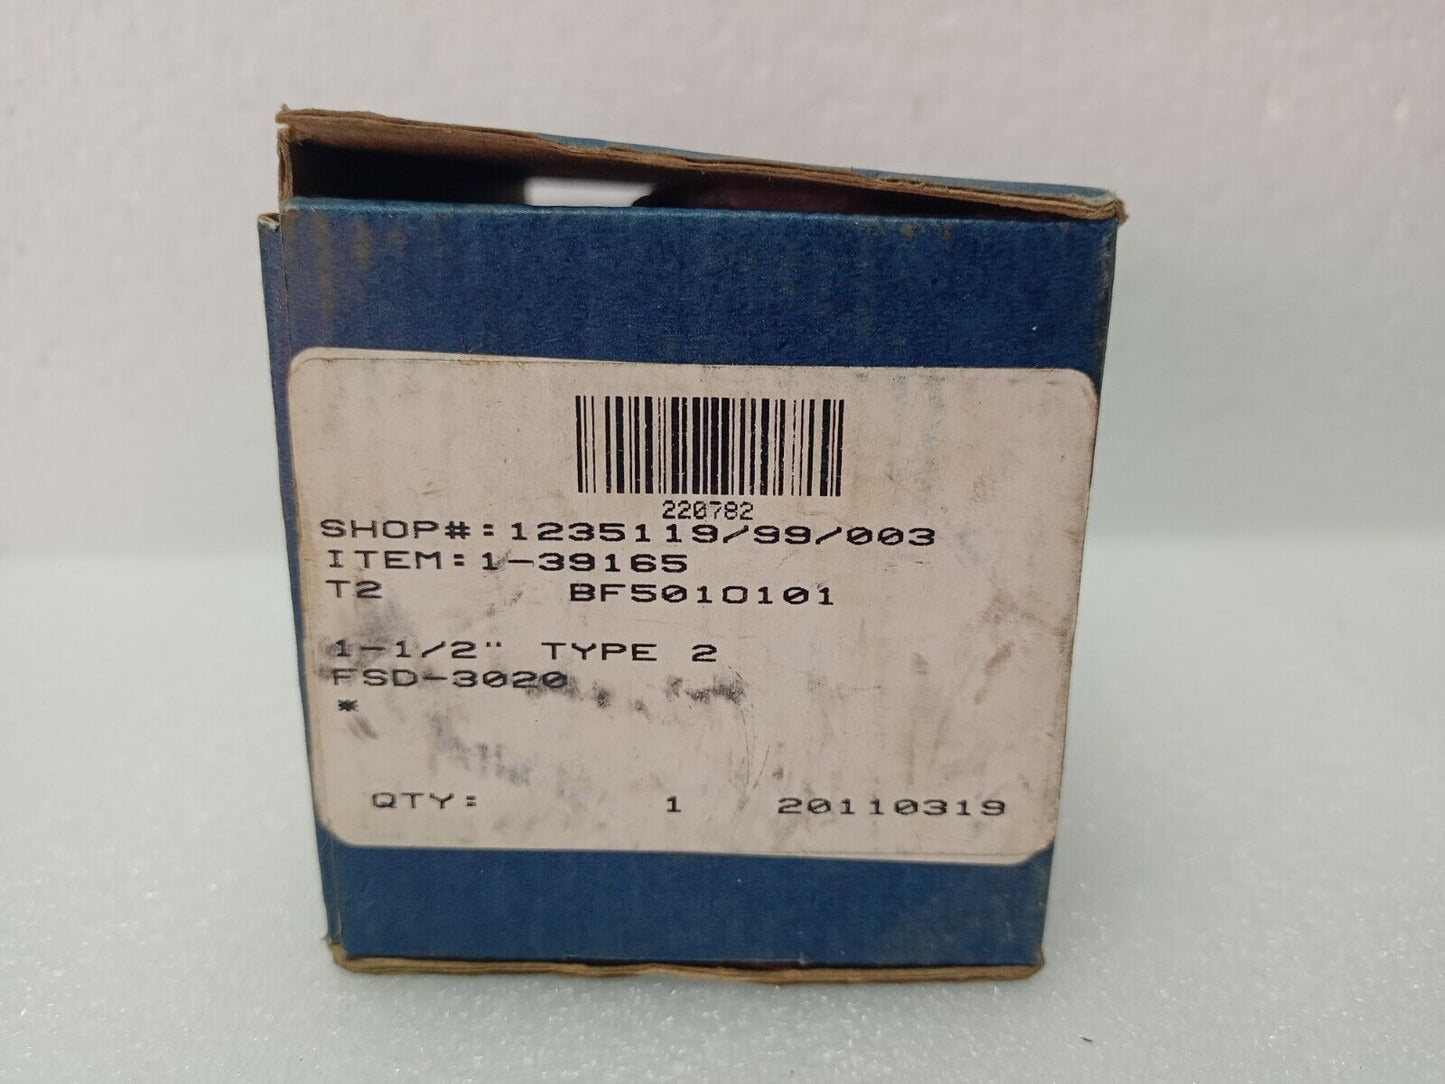 220782
SHOP#:1235119/99/003
ITEM:1-39165
T2 BF5010101
1-1/2" TYPE 2
FSD-3020
*
QTY: 1 20110319